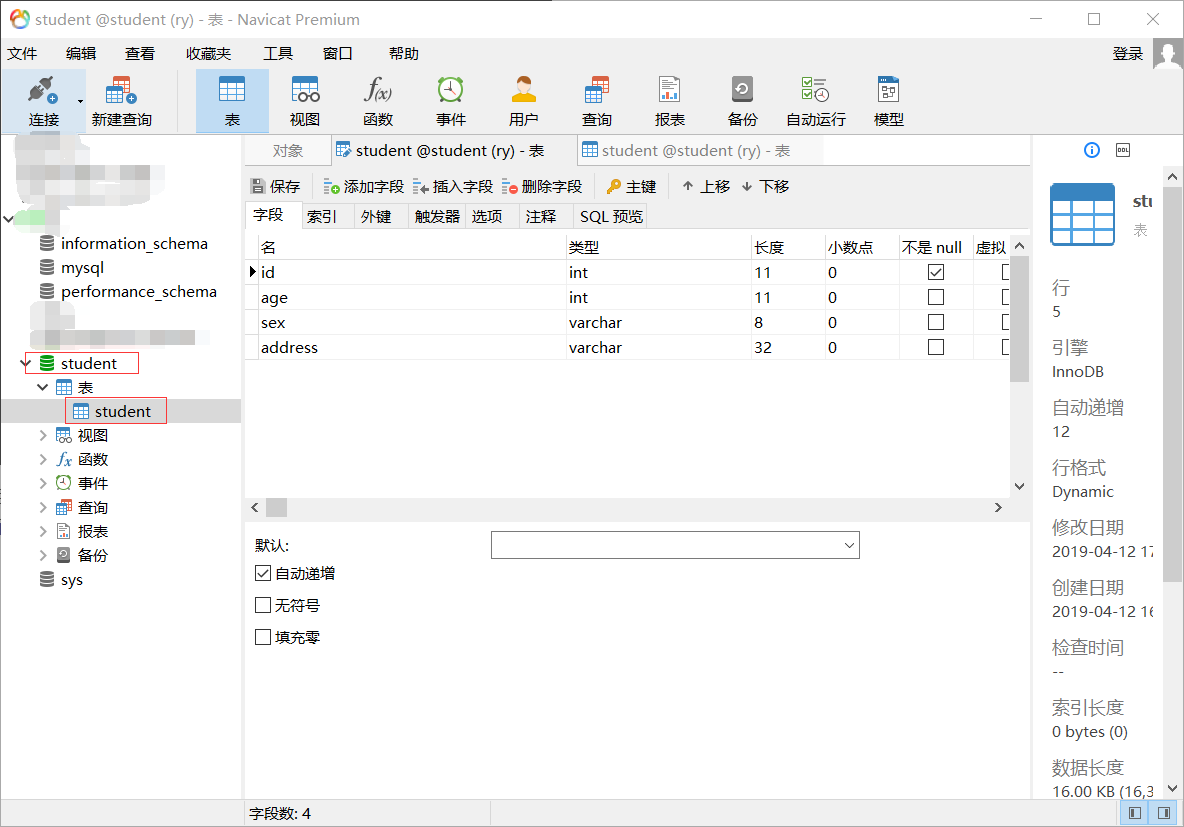 student @student (ry) - 表 - Navicat Premium
文件 编辑 查看 收藏夹 工具 窗口 帮助 登录
连接 新建查询 表 视图 函数 事件 用户 查询 报表 备份 自动运行 模型
对象 student @student (ry) - 表 student @student (ry) - 表
保存 添加字段 插入字段 删除字段 主键 上移 下移
字段 索引 外键 触发器 选项 注释 SQL 预览
名 类型 长度 小数点 不是 null 虚拟
id int 11 0
age int 11 0
sex varchar 8 0
address varchar 32 0
information_schema
mysql
performance_schema
student
表
student
视图
函数
事件
查询
报表
备份
sys
默认:
自动递增
无符号
填充零
DDL
stu
表
行
5
引擎
InnoDB
自动递增
12
行格式
Dynamic
修改日期
2019-04-12 17
创建日期
2019-04-12 16
检查时间
--
索引长度
0 bytes (0)
数据长度
16.00 KB (16,3
字段数: 4